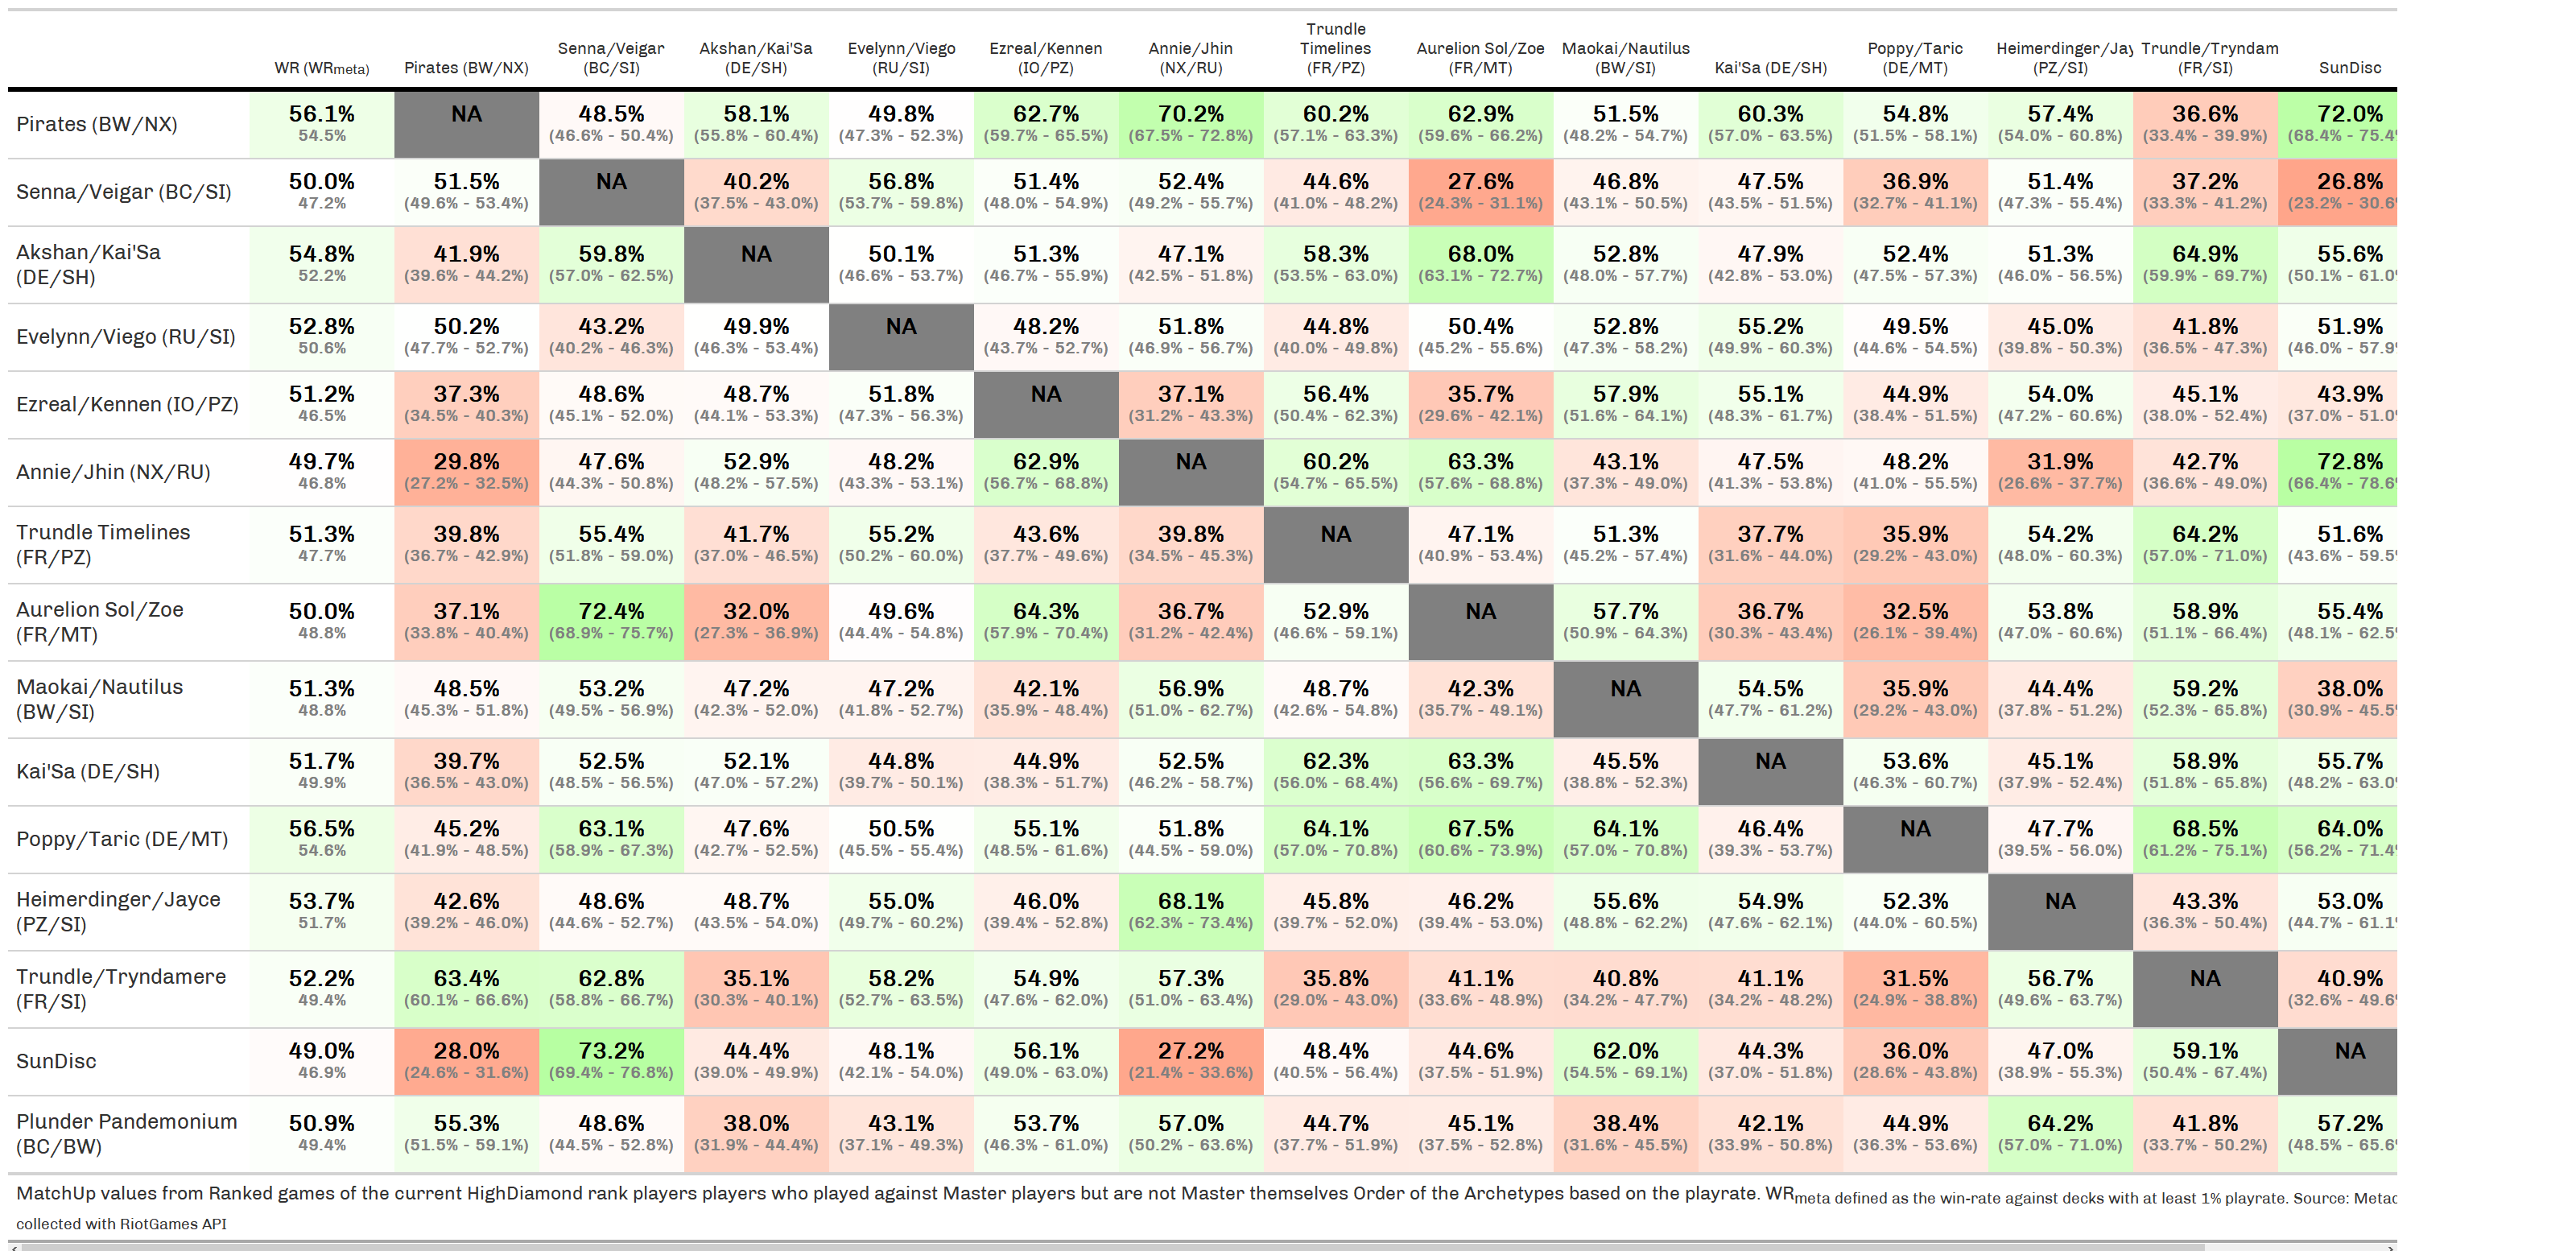 WR (WRmeta) Pirates (BW/NX) Senna/Veigar (BC/SI) Akshan/Kai'Sa (DE/SH) Evelynn/Viego (RU/SI) Ezreal/Kennen (IO/PZ) Annie/Jhin (NX/RU) Trundle Timelines (FR/PZ) Aurelion Sol/Zoe (FR/MT) Maokai/Nautilus (BW/SI) Kai'Sa (DE/SH) Poppy/Taric (DE/MT) Heimerdinger/Jay (PZ/SI) Trundle/Tryndam (FR/SI) SunDisc
Pirates (BW/NX) 56.1% NA 48.5% 58.1% 49.8% 62.7% 70.2% 60.2% 62.9% 51.5% 60.3% 54.8% 57.4% 36.6% 72.0%
54.5% (46.6% - 50.4%) (55.8% - 60.4%) (47.3% - 52.3%) (59.7% - 65.5%) (67.5% - 72.8%) (57.1% - 63.3%) (59.6% - 66.2%) (48.2% - 54.7%) (57.0% - 63.5%) (51.5% - 58.1%) (54.0% - 60.8%) (33.4% - 39.9%) (68.4% - 75.4%
Senna/Veigar (BC/SI) 50.0% 51.5% NA 40.2% 56.8% 51.4% 52.4% 44.6% 27.6% 46.8% 47.5% 36.9% 51.4% 37.2% 26.8%
47.2% (49.6% - 53.4%) (37.5% - 43.0%) (53.7% - 59.8%) (48.0% - 54.9%) (49.2% - 55.7%) (41.0% - 48.2%) (24.3% - 31.1%) (43.1% - 50.5%) (43.5% - 51.5%) (32.7% - 41.1%) (47.3% - 55.4%) (33.3% - 41.2%) (23.2% - 30.6%
Akshan/Kai'Sa 54.8% 41.9% 59.8% NA 50.1% 51.3% 47.1% 58.3% 68.0% 52.8% 47.9% 52.4% 51.3% 64.9% 55.6%
(DE/SH) 52.2% (39.6% - 44.2%) (57.0% - 62.5%) (46.6% - 53.7%) (46.7% - 55.9%) (42.5% - 51.8%) (53.5% - 63.0%) (63.1% - 72.7%) (48.0% - 57.7%) (42.8% - 53.0%) (47.5% - 57.3%) (46.0% - 56.5%) (59.9% - 69.7%) (50.1% - 61.0%
Evelynn/Viego (RU/SI) 52.8% 50.2% 43.2% 49.9% NA 48.2% 51.8% 44.8% 50.4% 52.8% 55.2% 49.5% 45.0% 41.8% 51.9%
50.6% (47.7% - 52.7%) (40.2% - 46.3%) (46.3% - 53.4%) (43.7% - 52.7%) (46.9% - 56.7%) (40.0% - 49.8%) (45.2% - 55.6%) (47.3% - 58.2%) (49.9% - 60.3%) (44.6% - 54.5%) (39.8% - 50.3%) (36.5% - 47.3%) (46.0% - 57.9%
Ezreal/Kennen (IO/PZ) 51.2% 37.3% 48.6% 48.7% 51.8% NA 37.1% 56.4% 35.7% 57.9% 55.1% 44.9% 54.0% 45.1% 43.9%
46.5% (34.5% - 40.3%) (45.1% - 52.0%) (44.1% - 53.3%) (47.3% - 56.3%) (31.2% - 43.3%) (50.4% - 62.3%) (29.6% - 42.1%) (51.6% - 64.1%) (48.3% - 61.7%) (38.4% - 51.5%) (47.2% - 60.6%) (38.0% - 52.4%) (37.0% - 51.0%
Annie/Jhin (NX/RU) 49.7% 29.8% 47.6% 52.9% 48.2% 62.9% NA 60.2% 63.3% 43.1% 47.5% 48.2% 31.9% 42.7% 72.8%
46.8% (27.2% - 32.5%) (44.3% - 50.8%) (48.2% - 57.5%) (43.3% - 53.1%) (56.7% - 68.8%) (54.7% - 65.5%) (57.6% - 68.8%) (37.3% - 49.0%) (41.3% - 53.8%) (41.0% - 55.5%) (26.6% - 37.7%) (36.6% - 49.0%) (66.4% - 78.6%
Trundle Timelines 51.3% 39.8% 55.4% 41.7% 55.2% 43.6% 39.8% NA 47.1% 51.3% 37.7% 35.9% 54.2% 64.2% 51.6%
(FR/PZ) 47.7% (36.7% - 42.9%) (51.8% - 59.0%) (37.0% - 46.5%) (50.2% - 60.0%) (37.7% - 49.6%) (34.5% - 45.3%) (40.9% - 53.4%) (45.2% - 57.4%) (31.6% - 44.0%) (29.2% - 43.0%) (48.0% - 60.3%) (57.0% - 71.0%) (43.6% - 59.5%
Aurelion Sol/Zoe 50.0% 37.1% 72.4% 32.0% 49.6% 64.3% 36.7% 52.9% NA 57.7% 36.7% 32.5% 53.8% 58.9% 55.4%
(FR/MT) 48.8% (33.8% - 40.4%) (68.9% - 75.7%) (27.3% - 36.9%) (44.4% - 54.8%) (57.9% - 70.4%) (31.2% - 42.4%) (46.6% - 59.1%) (50.9% - 64.3%) (30.3% - 43.4%) (26.1% - 39.4%) (47.0% - 60.6%) (51.1% - 66.4%) (48.1% - 62.5%
Maokai/Nautilus 51.3% 48.5% 53.2% 47.2% 47.2% 42.1% 56.9% 48.7% 42.3% NA 54.5% 35.9% 44.4% 59.2% 38.0%
(BW/SI) 48.8% (45.3% - 51.8%) (49.5% - 56.9%) (42.3% - 52.0%) (41.8% - 52.7%) (35.9% - 48.4%) (51.0% - 62.7%) (42.6% - 54.8%) (35.7% - 49.1%) (47.7% - 61.2%) (29.2% - 43.0%) (37.8% - 51.2%) (52.3% - 65.8%) (30.9% - 45.5%
Kai'Sa (DE/SH) 51.7% 39.7% 52.5% 52.1% 44.8% 44.9% 52.5% 62.3% 63.3% 45.5% NA 53.6% 45.1% 58.9% 55.7%
49.9% (36.5% - 43.0%) (48.5% - 56.5%) (47.0% - 57.2%) (39.7% - 50.1%) (38.3% - 51.7%) (46.2% - 58.7%) (56.0% - 68.4%) (56.6% - 69.7%) (38.8% - 52.3%) (46.3% - 60.7%) (37.9% - 52.4%) (51.8% - 65.8%) (48.2% - 63.0%
Poppy/Taric (DE/MT) 56.5% 45.2% 63.1% 47.6% 50.5% 55.1% 51.8% 64.1% 67.5% 64.1% 46.4% NA 47.7% 68.5% 64.0%
54.6% (41.9% - 48.5%) (58.9% - 67.3%) (42.7% - 52.5%) (45.5% - 55.4%) (48.5% - 61.6%) (44.5% - 59.0%) (57.0% - 70.8%) (60.6% - 73.9%) (57.0% - 70.8%) (39.3% - 53.7%) (39.5% - 56.0%) (61.2% - 75.1%) (56.2% - 71.4%
Heimerdinger/Jayce 53.7% 42.6% 48.6% 48.7% 55.0% 46.0% 68.1% 45.8% 46.2% 55.6% 54.9% 52.3% NA 43.3% 53.0%
(PZ/SI) 51.7% (39.2% - 46.0%) (44.6% - 52.7%) (43.5% - 54.0%) (49.7% - 60.2%) (39.4% - 52.8%) (62.3% - 73.4%) (39.7% - 52.0%) (39.4% - 53.0%) (48.8% - 62.2%) (47.6% - 62.1%) (44.0% - 60.5%) (36.3% - 50.4%) (44.7% - 61.1%
Trundle/Tryndamere 52.2% 63.4% 62.8% 35.1% 58.2% 54.9% 57.3% 35.8% 41.1% 40.8% 41.1% 31.5% 56.7% NA 40.9%
(FR/SI) 49.4% (60.1% - 66.6%) (58.8% - 66.7%) (30.3% - 40.1%) (52.7% - 63.5%) (47.6% - 62.0%) (51.0% - 63.4%) (29.0% - 43.0%) (33.6% - 48.9%) (34.2% - 47.7%) (34.2% - 48.2%) (24.9% - 38.8%) (49.6% - 63.7%) (32.6% - 49.6%
SunDisc 49.0% 28.0% 73.2% 44.4% 48.1% 56.1% 27.2% 48.4% 44.6% 62.0% 44.3% 36.0% 47.0% 59.1% NA
46.9% (24.6% - 31.6%) (69.4% - 76.8%) (39.0% - 49.9%) (42.1% - 54.0%) (49.0% - 63.0%) (21.4% - 33.6%) (40.5% - 56.4%) (37.5% - 51.9%) (54.5% - 69.1%) (37.0% - 51.8%) (28.6% - 43.8%) (38.9% - 55.3%) (50.4% - 67.4%)
Plunder Pandemonium 50.9% 55.3% 48.6% 38.0% 43.1% 53.7% 57.0% 44.7% 45.1% 38.4% 42.1% 44.9% 64.2% 41.8% 57.2%
(BC/BW) 49.4% (51.5% - 59.1%) (44.5% - 52.8%) (31.9% - 44.4%) (37.1% - 49.3%) (46.3% - 61.0%) (50.2% - 63.6%) (37.7% - 51.9%) (37.5% - 52.8%) (31.6% - 45.5%) (33.9% - 50.8%) (36.3% - 53.6%) (57.0% - 71.0%) (33.7% - 50.2%) (48.5% - 65.6%
MatchUp values from Ranked games of the current HighDiamond rank players players who played against Master players but are not Master themselves Order of the Archetypes based on the playrate. WRmeta defined as the win-rate against decks with at least 1% playrate. Source: Metac
collected with RiotGames API